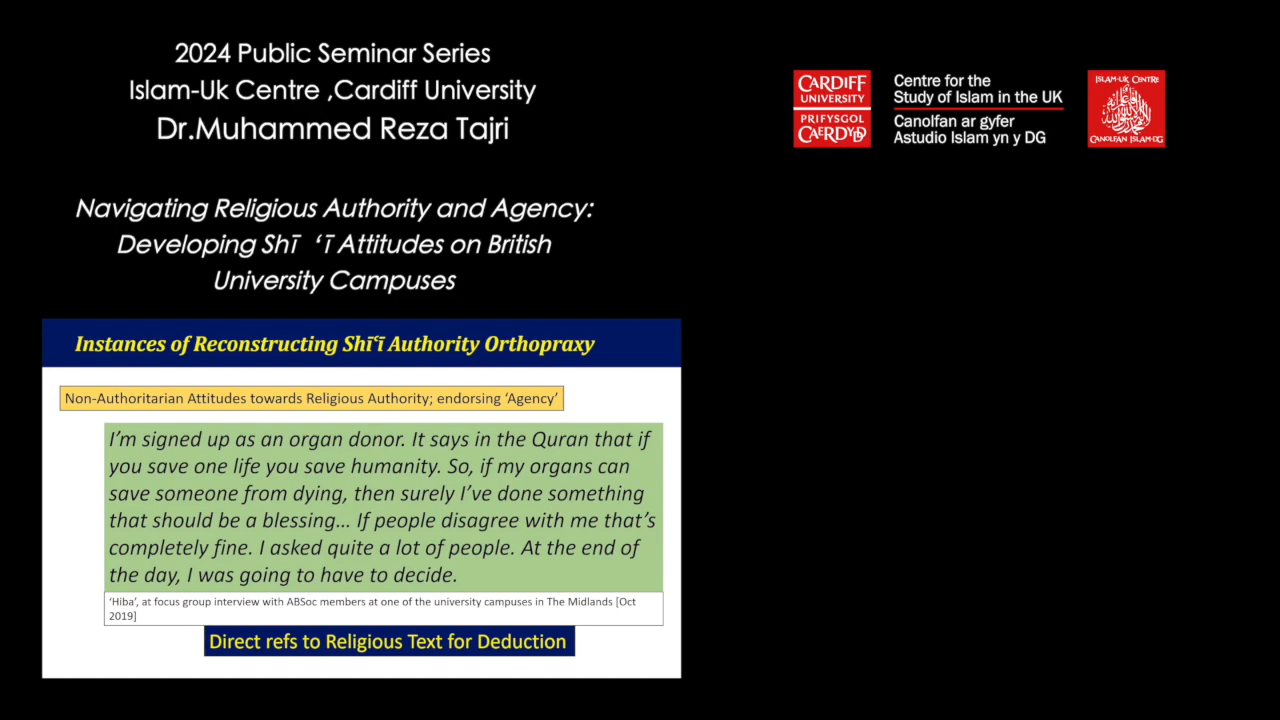 2024 Public Seminar Series
Islam-Uk Centre ,Cardiff University
Dr.Muhammed Reza Tajri
Navigating Religious Authority and Agency:
Developing Shī ‘ī Attitudes on British
University Campuses
CARDIFF
UNIVERSITY
PRIFYSGOL
CAERDYDD
Centre for the
Study of Islam in the UK
Canolfan ar gyfer
Astudio Islam yn y DG
ISLAM-UK CENTRE
CANOLFAN ISLAM-DG
Instances of Reconstructing Shīʿī Authority Orthopraxy
Non-Authoritarian Attitudes towards Religious Authority; endorsing ‘Agency’
I’m signed up as an organ donor. It says in the Quran that if
you save one life you save humanity. So, if my organs can
save someone from dying, then surely I’ve done something
that should be a blessing… If people disagree with me that’s
completely fine. I asked quite a lot of people. At the end of
the day, I was going to have to decide.
‘Hiba’, at focus group interview with ABSoc members at one of the university campuses in The Midlands [Oct
2019]
Direct refs to Religious Text for Deduction